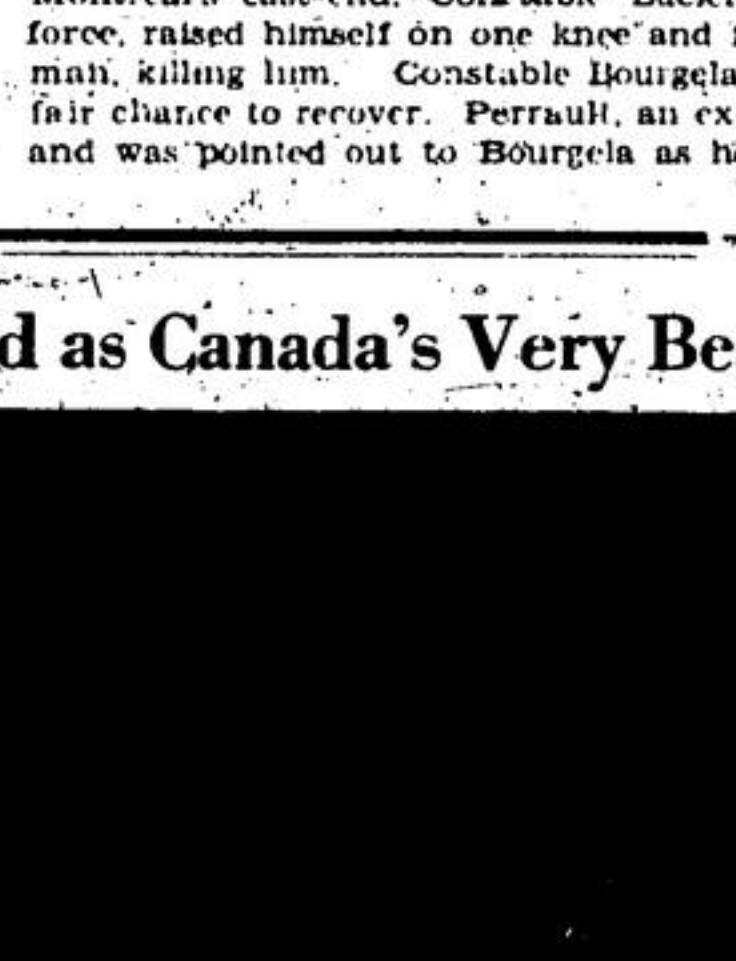 force, raised himself on one knee and
man, killing him. Constable Bourgela
fair chance to recover. Perrault, an ex
and was pointed out to Bourgela as h
d as Canada's Very Be